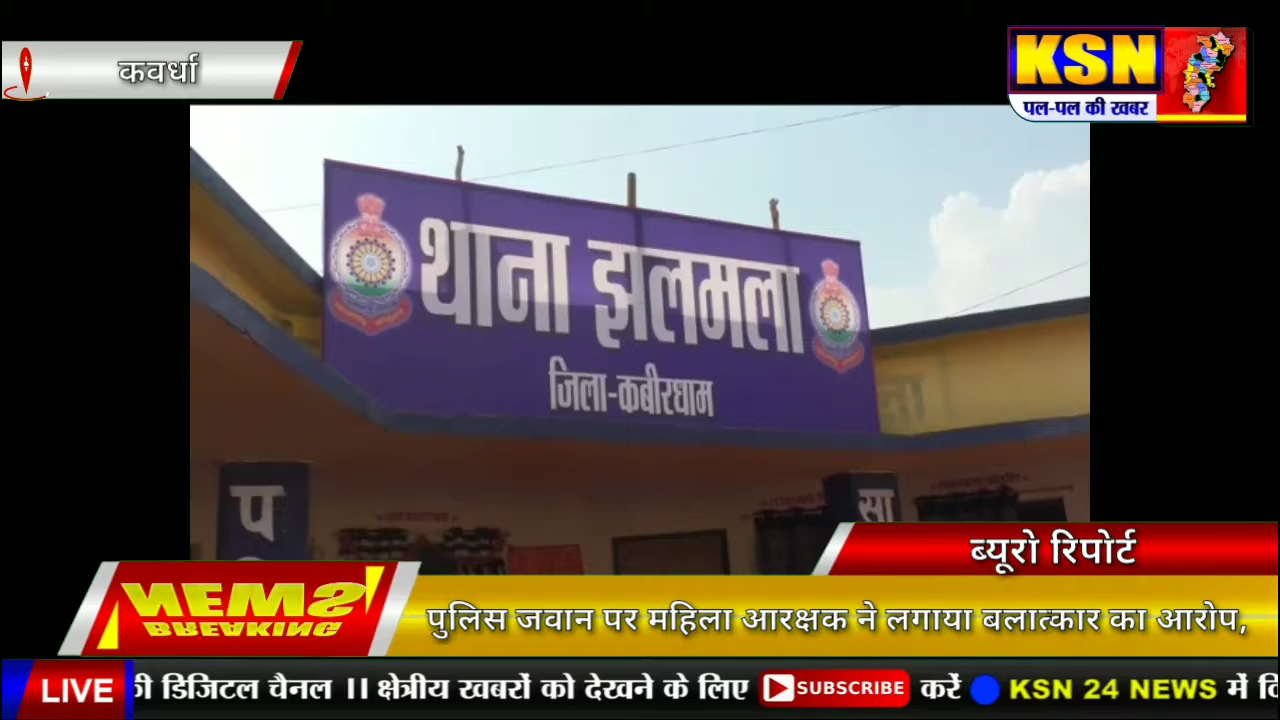 कवर्धा
KSN
पल-पल की खबर
थाना झलमला
जिला-कबीरधाम
प
सा
ब्यूरो रिपोर्ट
NEWS
BREAKING
पुलिस जवान पर महिला आरक्षक ने लगाया बलात्कार का आरोप,
LIVE
की डिजिटल चैनल II क्षेत्रीय खबरों को देखने के लिए SUBSCRIBE करें KSN 24 NEWS में